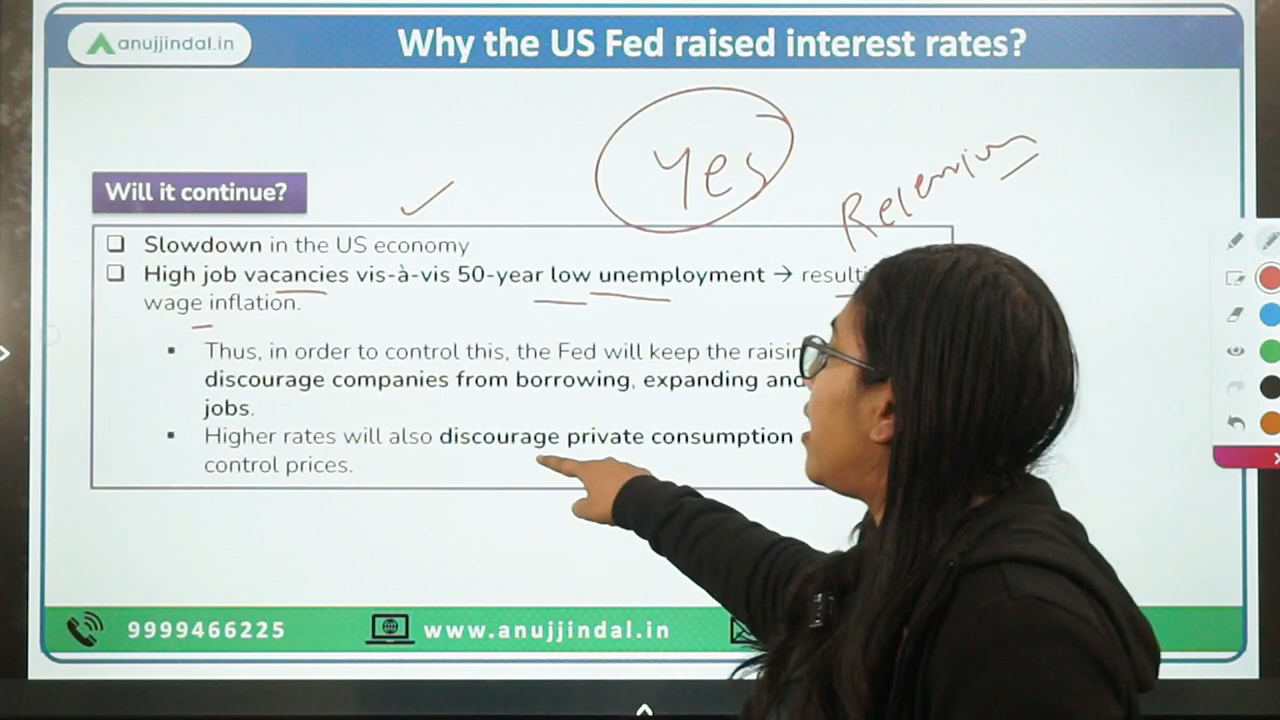 anujjindal.in
Why the US Fed raised interest rates?
Yes
Will it continue?
❑ Slowdown in the US economy
❑ High job vacancies vis-à-vis 50-year low unemployment →
wage inflation.
▪ Thus, in order to control this, the Fed will keep the
discourage companies from borrowing, expanding and
jobs.
▪ Higher rates will also discourage private consumption
control prices.
9999466225
www.anujjindal.in